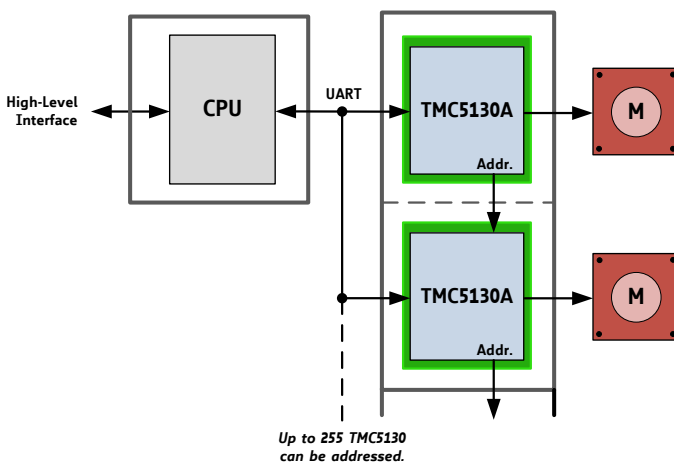 High-Level
Interface
CPU
UART
TMC5130A
Addr.
M
TMC5130A
Addr.
M
Up to 255 TMC5130
can be addressed.